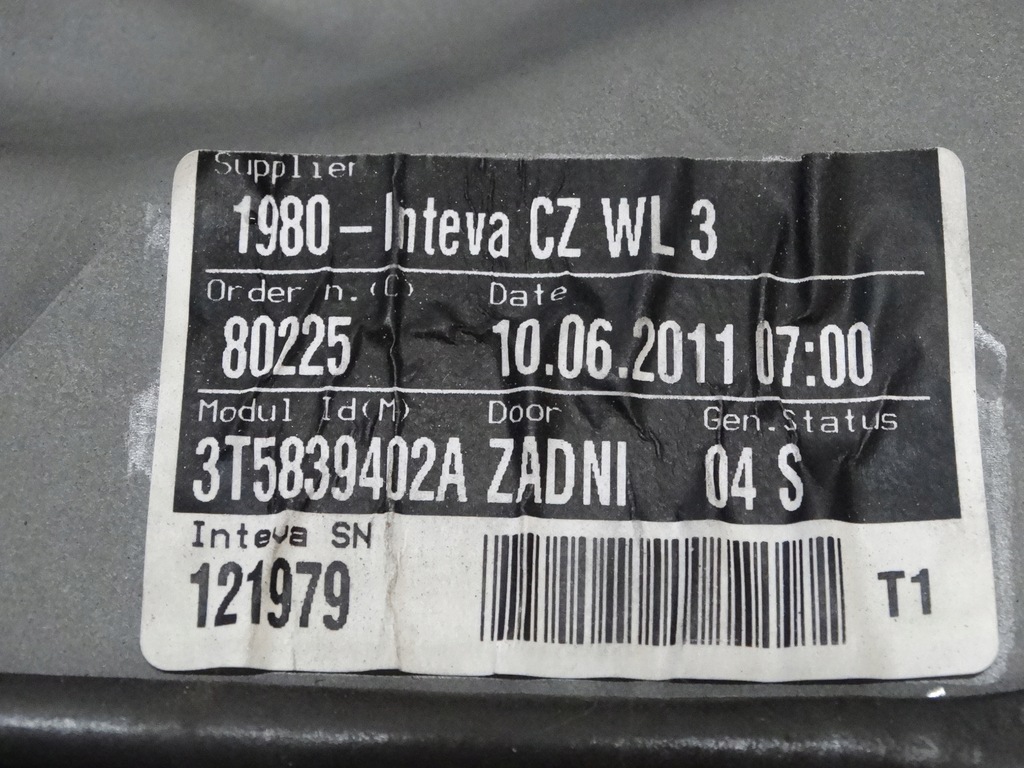 Supplier
1980 - Inteva CZ WL 3
Order n.(C) Date
80225 10.06.2011 07:00
Modul Id(M) Door Gen.Status
3T5839402A ZADNI 04 S
Inteva SN
121979 T1